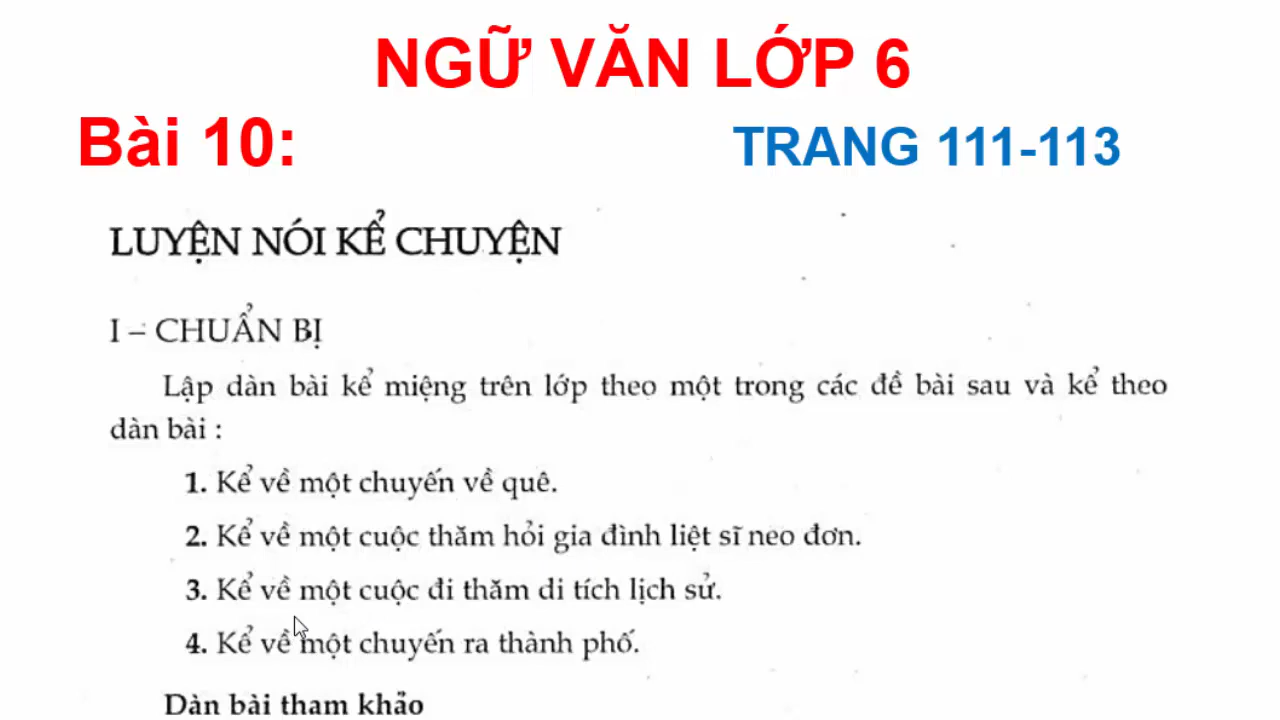 NGỮ VĂN LỚP 6
Bài 10: TRANG 111-113
LUYỆN NÓI KỂ CHUYỆN
I – CHUẨN BỊ
Lập dàn bài kể miệng trên lớp theo một trong các đề bài sau và kể theo
dàn bài :
1. Kể về một chuyến về quê.
2. Kể về một cuộc thăm hỏi gia đình liệt sĩ neo đơn.
3. Kể về một cuộc đi thăm di tích lịch sử.
4. Kể về một chuyến ra thành phố.
Dàn bài tham khảo